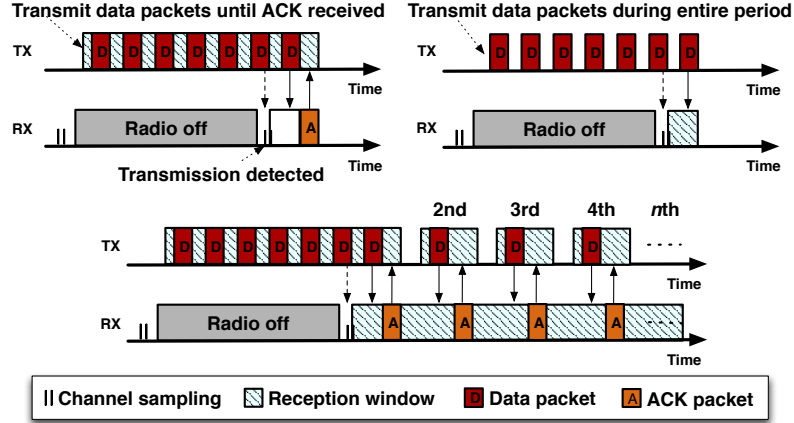 Transmit data packets until ACK received
TX
D D D D D D D
Time
RX
Radio off
A
Time
Transmission detected
Transmit data packets during entire period
TX
D D D D D D D
Time
RX
Radio off
Time
2nd 3rd 4th nth
TX
D D D D D D D D D D
Time
RX
Radio off
A A A A
Time
Channel sampling Reception window D Data packet A ACK packet